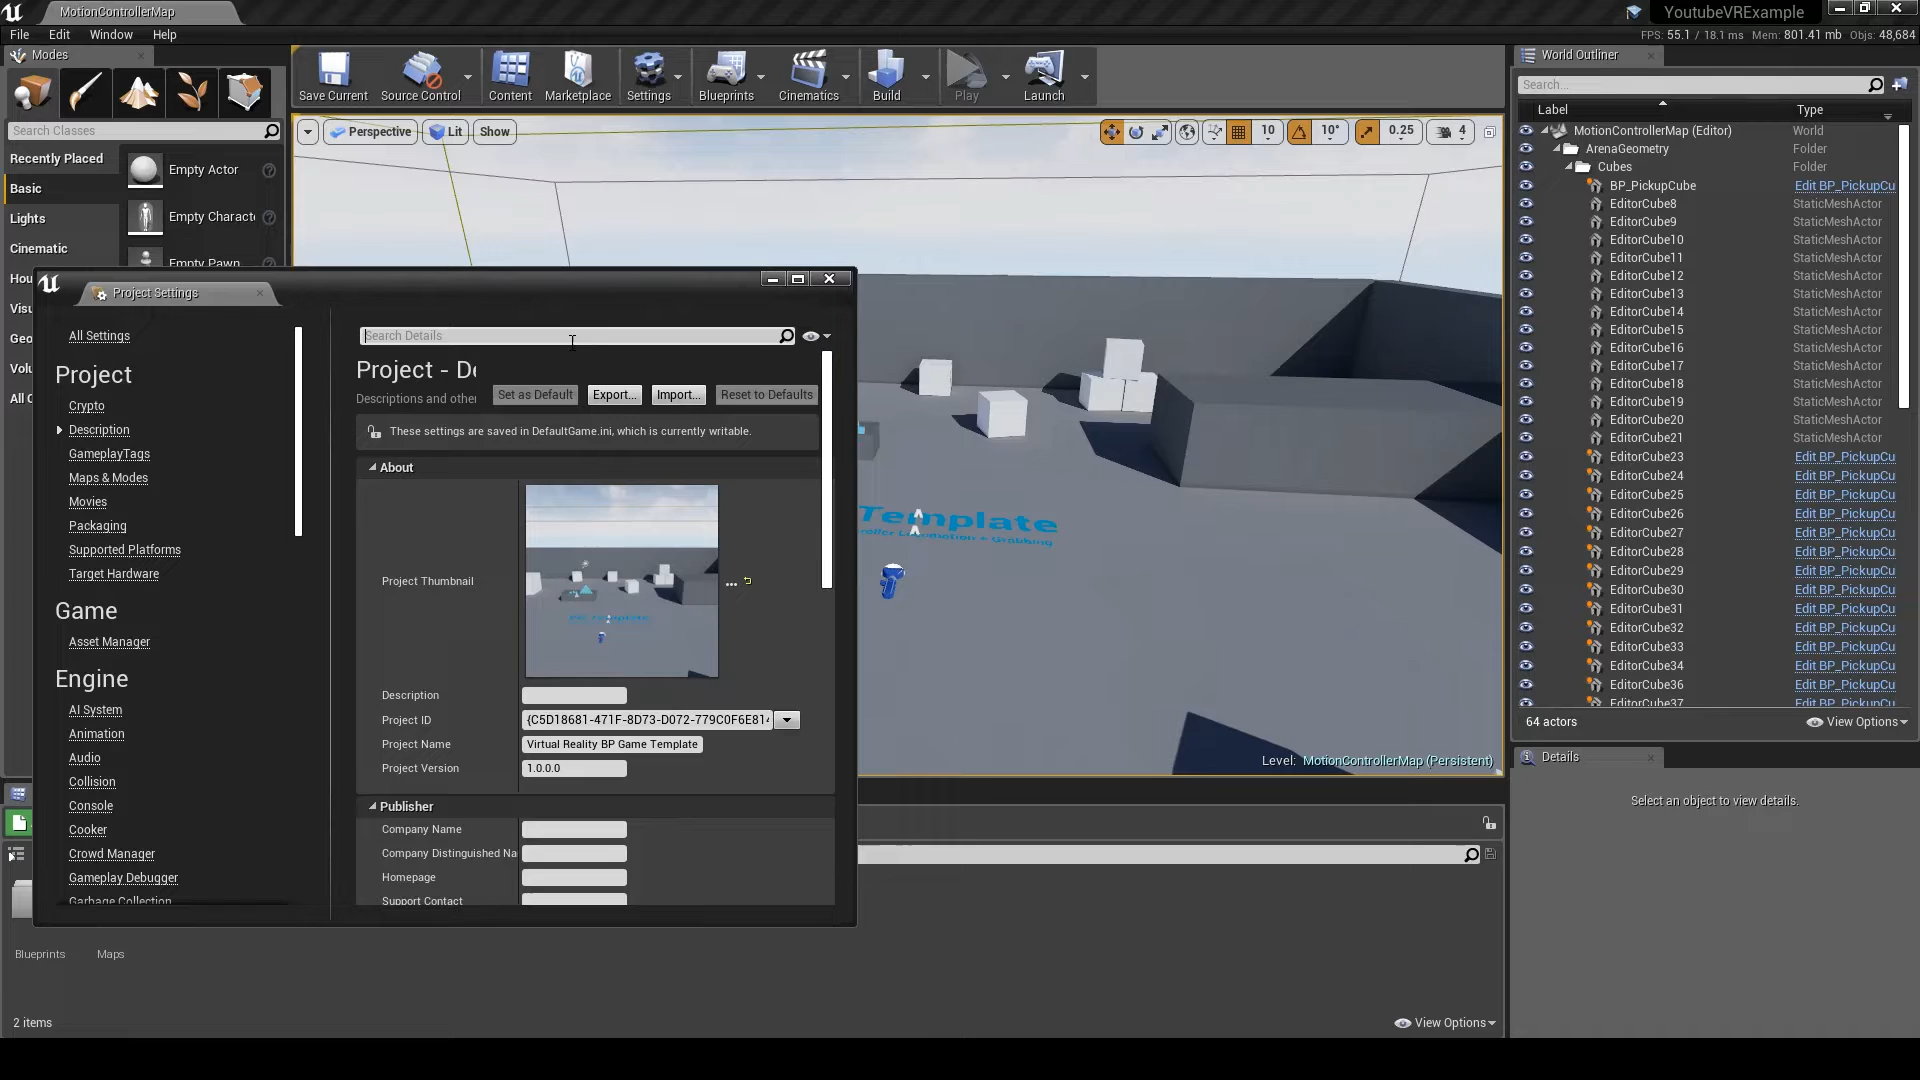 MotionControllerMap
YoutubeVRExample
File
Edit
Window
Help
FPS: 55.1 / 18.1 ms Mem: 801.41 mb Objs: 48,684
Modes
Search Classes
Recently Placed
Basic
Lights
Cinematic
Hou
Visu
Geo
Volu
All C
Empty Actor
Empty Charact
Empty Pawn
Save Current
Source Control
Content
Marketplace
Settings
Blueprints
Cinematics
Build
Play
Launch
Perspective
Lit
Show
10
10°
0.25
4
Template
roller Locomotion + Grabbing
Level: MotionControllerMap (Persistent)
Project Settings
All Settings
Project
Crypto
Description
GameplayTags
Maps & Modes
Movies
Packaging
Supported Platforms
Target Hardware
Game
Asset Manager
Engine
AI System
Animation
Audio
Collision
Console
Cooker
Crowd Manager
Gameplay Debugger
Garbage Collection
Search Details
Project - De
Descriptions and other
Set as Default
Export...
Import...
Reset to Defaults
These settings are saved in DefaultGame.ini, which is currently writable.
About
Project Thumbnail
...
Description
Project ID {C5D18681-471F-8D73-D072-779C0F6E814
Project Name Virtual Reality BP Game Template
Project Version 1.0.0.0
Publisher
Company Name
Company Distinguished Na
Homepage
Support Contact
Blueprints
Maps
2 items
View Options
World Outliner
Search...
Label Type
MotionControllerMap (Editor) World
ArenaGeometry Folder
Cubes Folder
BP_PickupCube Edit BP_PickupCu
EditorCube8 StaticMeshActor
EditorCube9 StaticMeshActor
EditorCube10 StaticMeshActor
EditorCube11 StaticMeshActor
EditorCube12 StaticMeshActor
EditorCube13 StaticMeshActor
EditorCube14 StaticMeshActor
EditorCube15 StaticMeshActor
EditorCube16 StaticMeshActor
EditorCube17 StaticMeshActor
EditorCube18 StaticMeshActor
EditorCube19 StaticMeshActor
EditorCube20 StaticMeshActor
EditorCube21 StaticMeshActor
EditorCube23 Edit BP_PickupCu
EditorCube24 Edit BP_PickupCu
EditorCube25 Edit BP_PickupCu
EditorCube26 Edit BP_PickupCu
EditorCube27 Edit BP_PickupCu
EditorCube28 Edit BP_PickupCu
EditorCube29 Edit BP_PickupCu
EditorCube30 Edit BP_PickupCu
EditorCube31 Edit BP_PickupCu
EditorCube32 Edit BP_PickupCu
EditorCube33 Edit BP_PickupCu
EditorCube34 Edit BP_PickupCu
EditorCube36 Edit BP_PickupCu
EditorCube37 Edit BP_PickupCu
64 actors
View Options
Details
Select an object to view details.